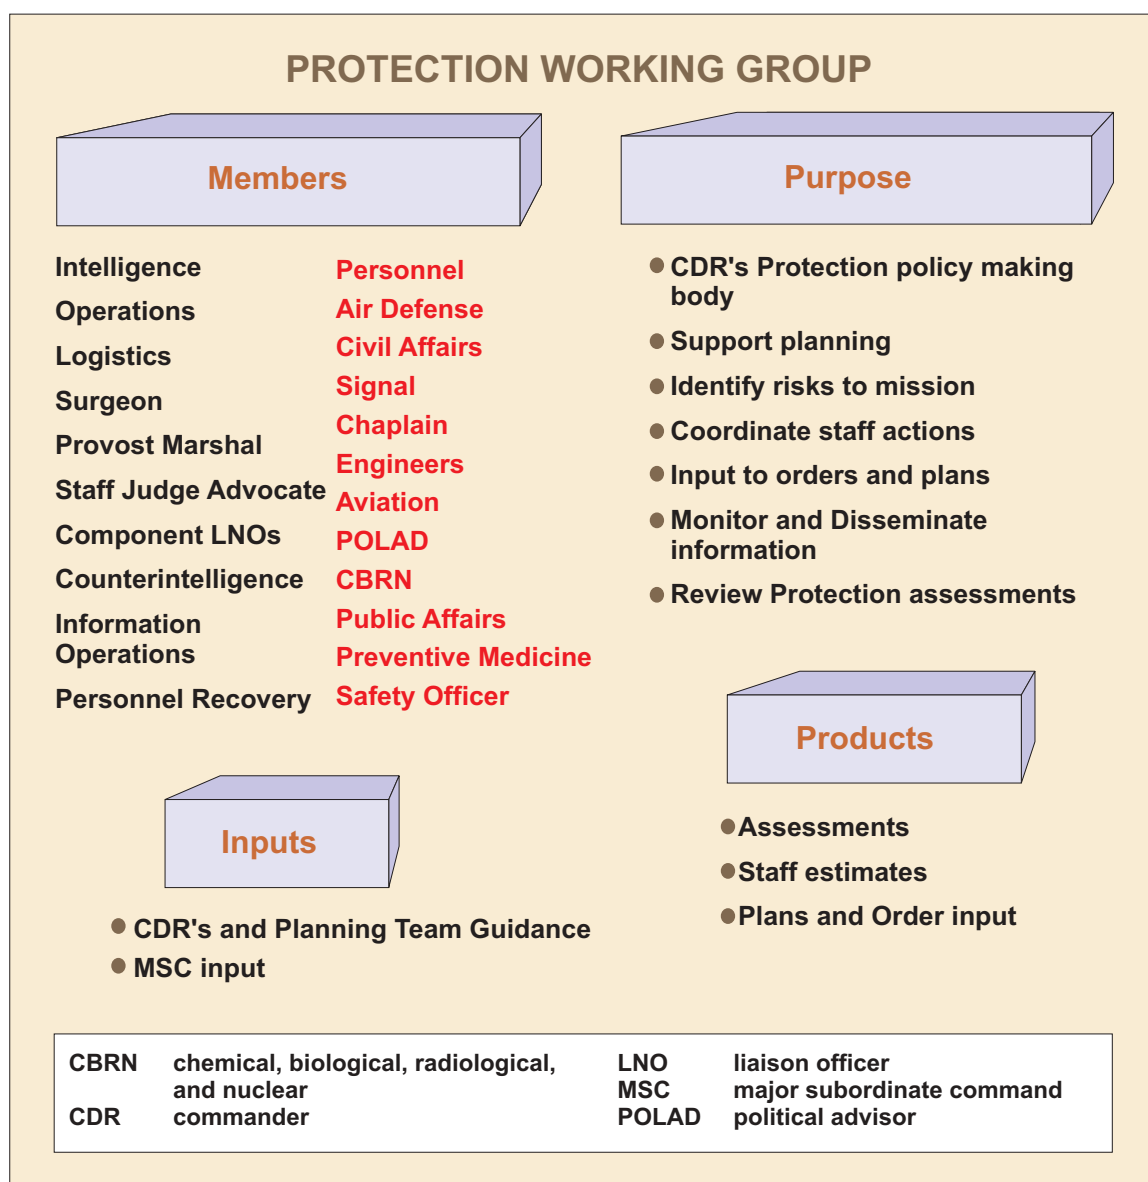 PROTECTION WORKING GROUP
Members
Intelligence
Operations
Logistics
Surgeon
Provost Marshal
Staff Judge Advocate
Component LNOs
Counterintelligence
Information
Operations
Personnel Recovery
Personnel
Air Defense
Civil Affairs
Signal
Chaplain
Engineers
Aviation
POLAD
CBRN
Public Affairs
Preventive Medicine
Safety Officer
Purpose
CDR's Protection policy making
body
Support planning
Identify risks to mission
Coordinate staff actions
Input to orders and plans
Monitor and Disseminate
information
Review Protection assessments
Inputs
CDR's and Planning Team Guidance
MSC input
Products
Assessments
Staff estimates
Plans and Order input
CBRN chemical, biological, radiological,
and nuclear
CDR commander
LNO liaison officer
MSC major subordinate command
POLAD political advisor